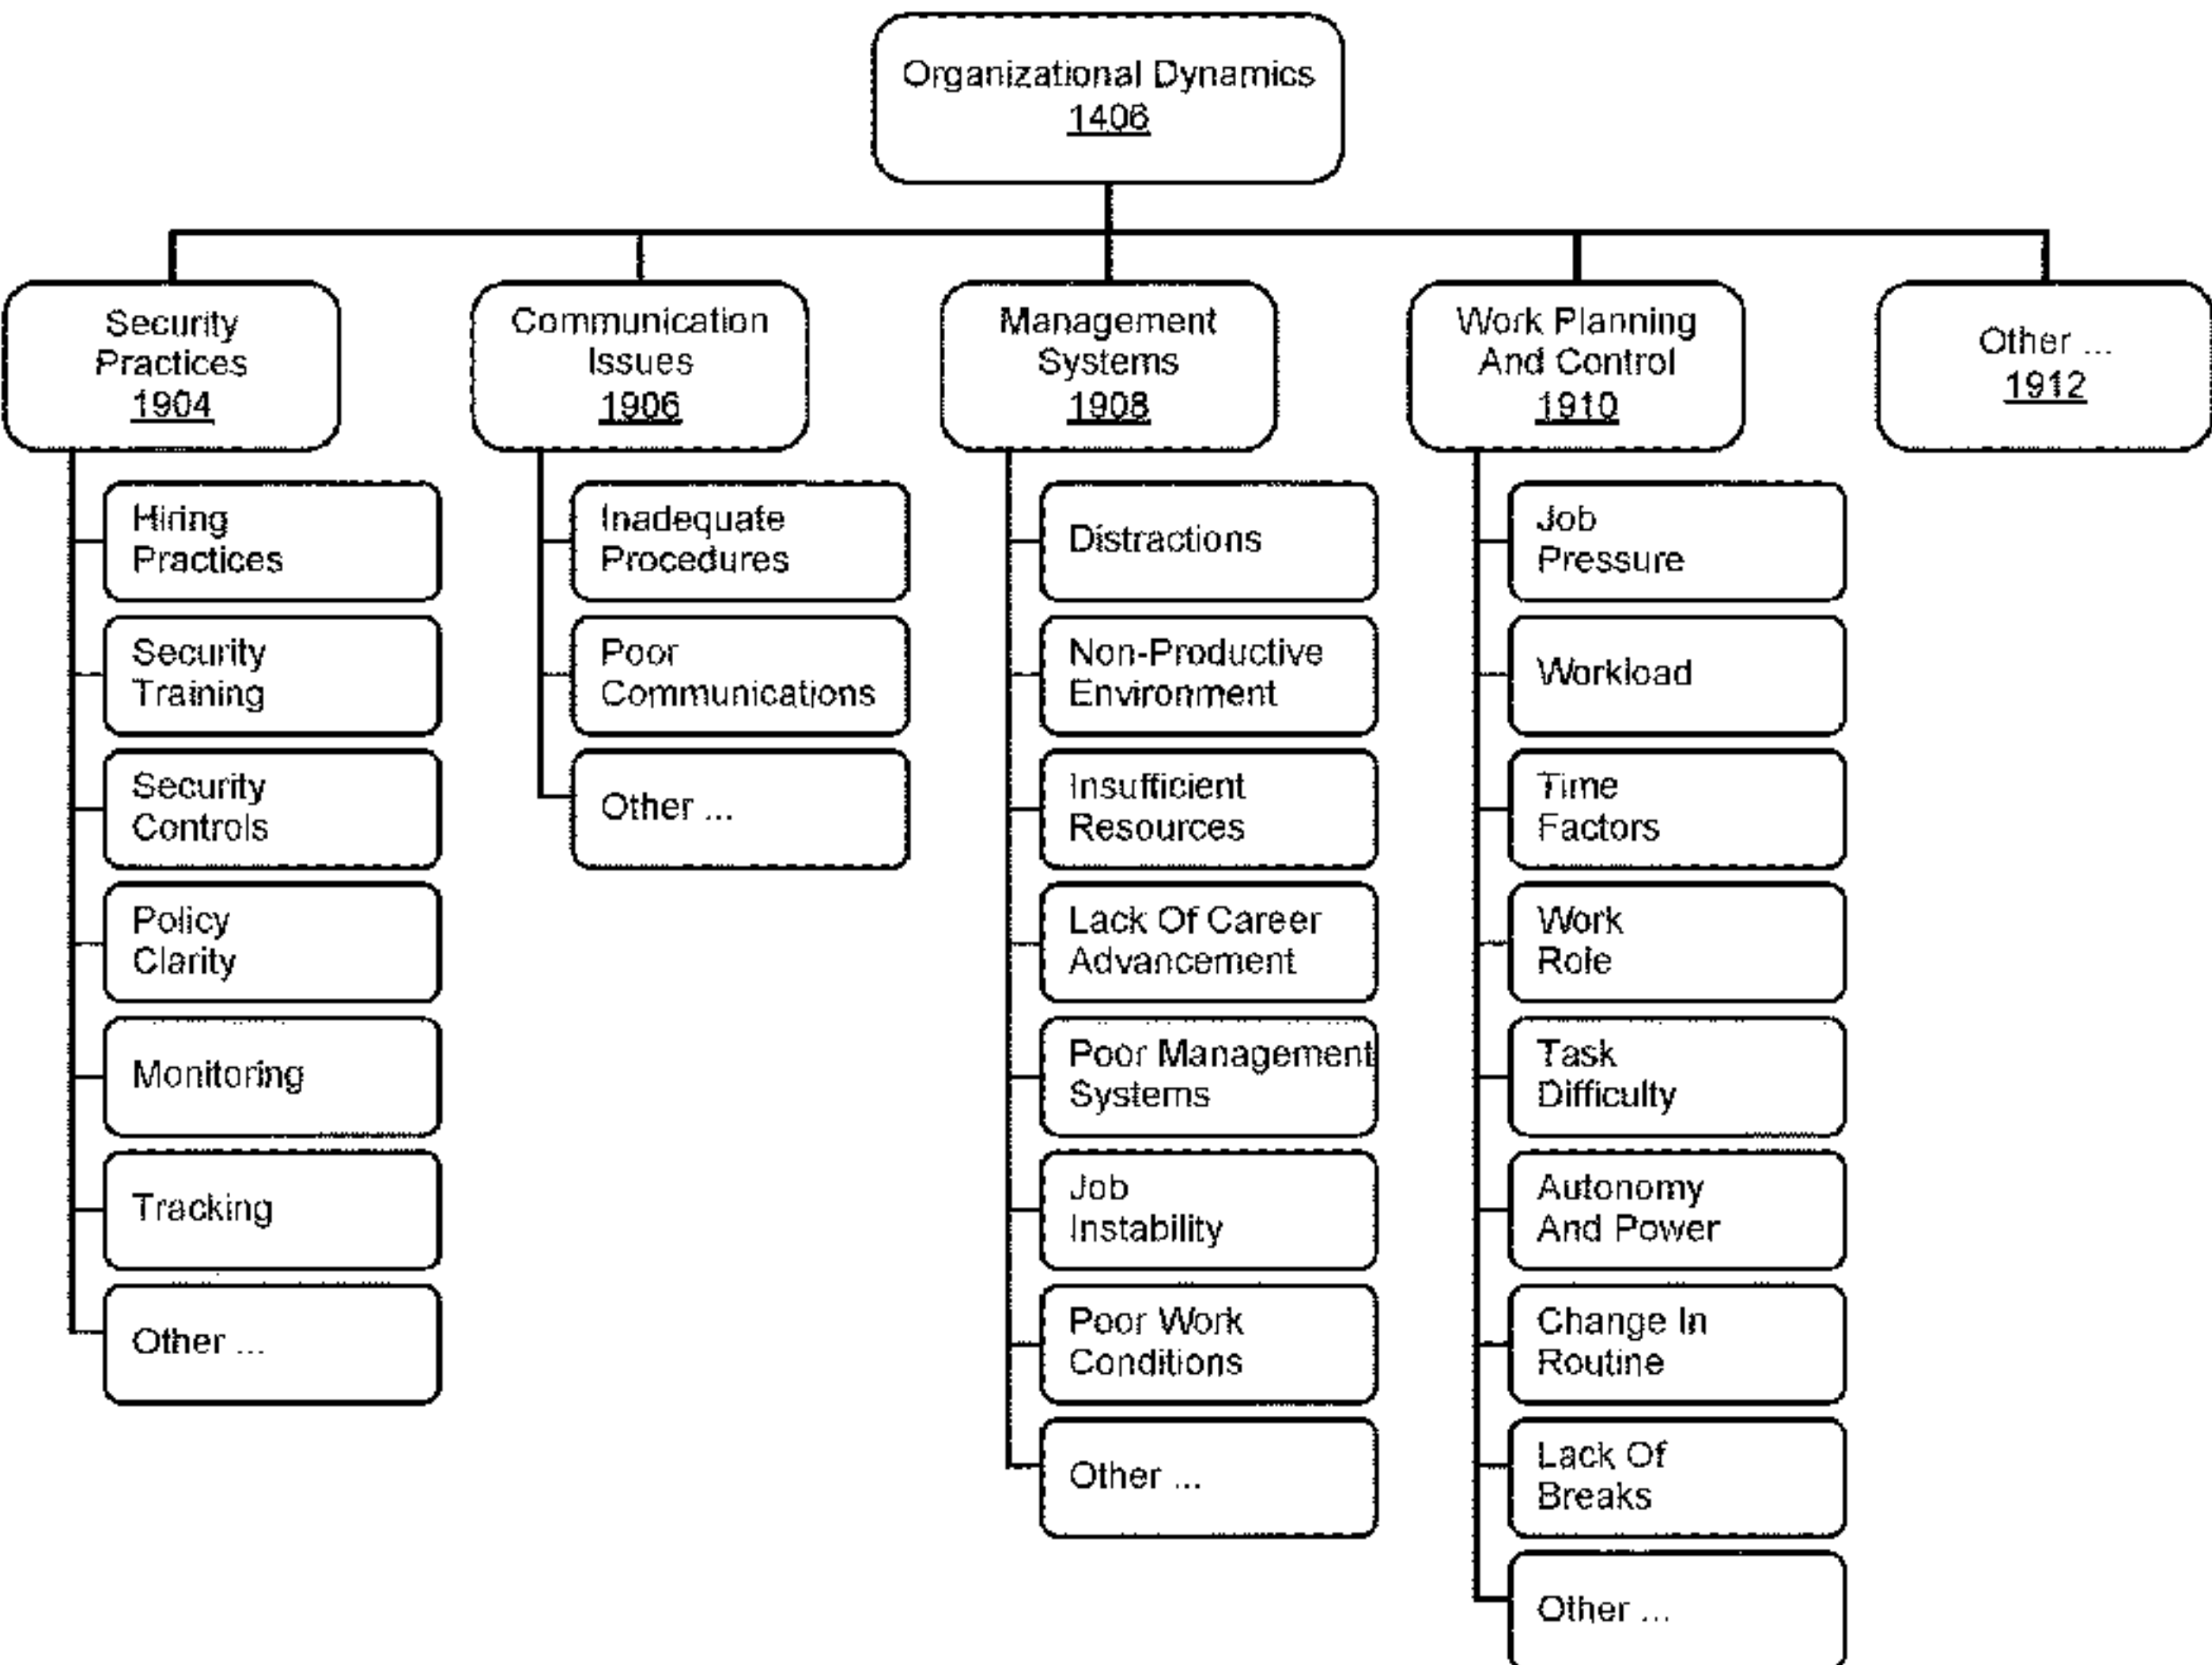 Organizational Dynamics
1406
Security
Practices
1904
Communication
Issues
1906
Management
Systems
1908
Work Planning
And Control
1910
Other ...
1912
Hiring
Practices
Security
Training
Security
Controls
Policy
Clarity
Monitoring
Tracking
Other ...
Inadequate
Procedures
Poor
Communications
Other ...
Distractions
Non-Productive
Environment
Insufficient
Resources
Lack Of Career
Advancement
Poor Management
Systems
Job
Instability
Poor Work
Conditions
Other ...
Job
Pressure
Workload
Time
Factors
Work
Role
Task
Difficulty
Autonomy
And Power
Change In
Routine
Lack Of
Breaks
Other ...